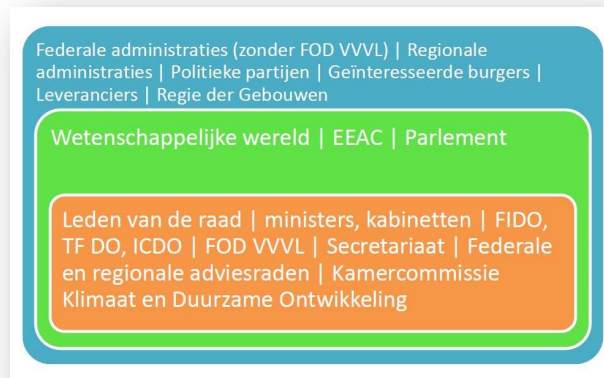 Federale administraties (zonder FOD VVVL) | Regionale
administraties | Politieke partijen | Geïnteresseerde burgers |
Leveranciers | Regie der Gebouwen
Wetenschappelijke wereld | EEAC | Parlement
Leden van de raad | ministers, kabinetten | FIDO,
TF DO, ICDO | FOD VVVL | Secretariaat | Federale
en regionale adviesraden | Kamercommissie
Klimaat en Duurzame Ontwikkeling